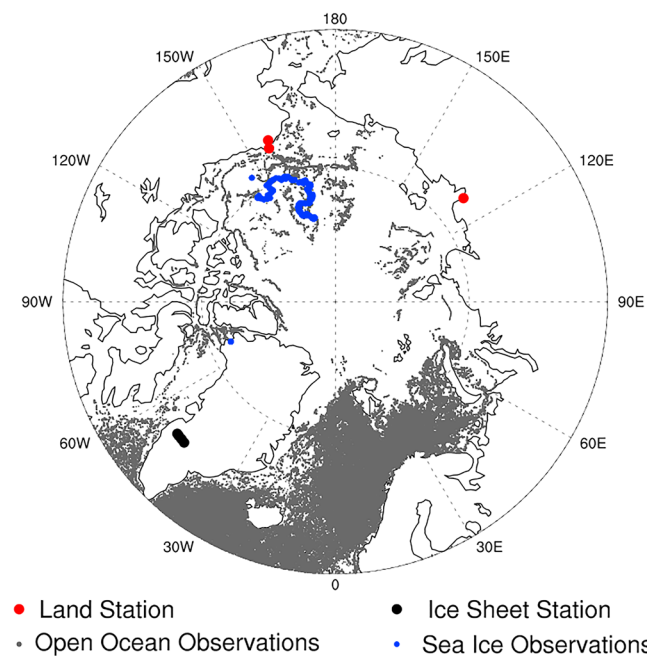 180
150W 150E
120W 120E
90W 90E
60W 60E
30W 30E
0
Land Station Ice Sheet Station
Open Ocean Observations Sea Ice Observations